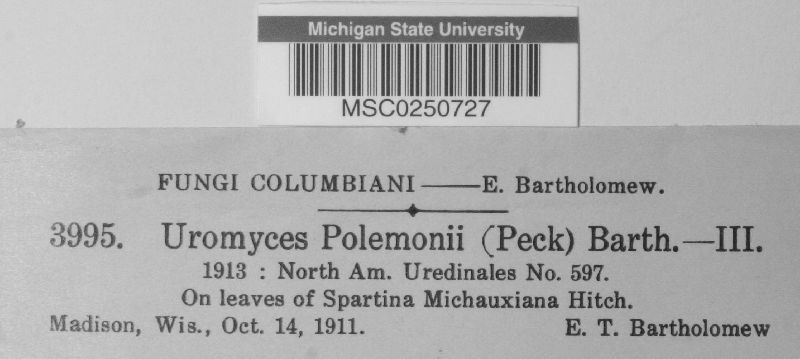 Michigan State University
MSC0250727
FUNGI COLUMBIANI — E. Bartholomew.
3995. Uromyces Polemonii (Peck) Barth.—III.
1913 : North Am. Uredinales No. 597.
On leaves of Spartina Michauxiana Hitch.
Madison, Wis., Oct. 14, 1911. E. T. Bartholomew